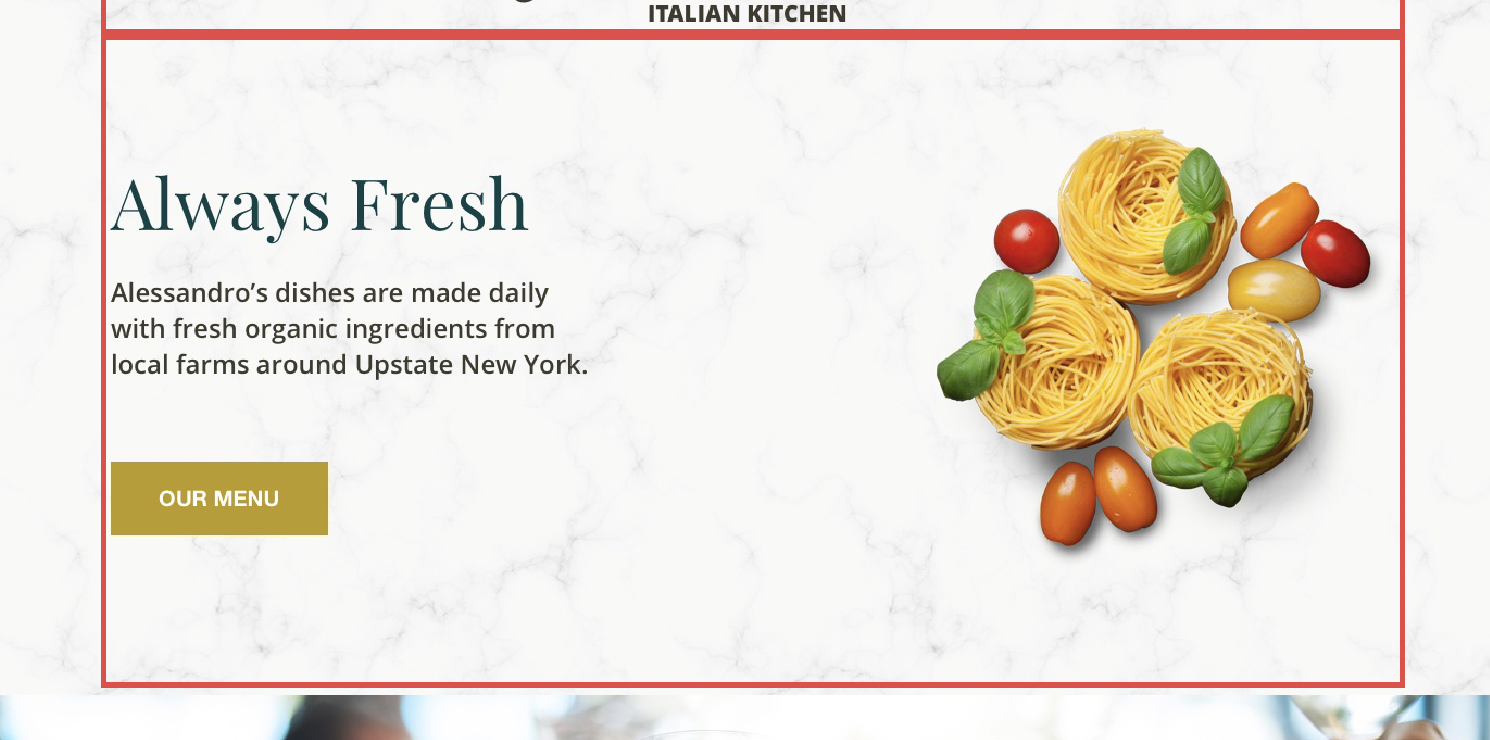 ITALIAN KITCHEN
Always Fresh
Alessandro’s dishes are made daily
with fresh organic ingredients from
local farms around Upstate New York.
OUR MENU